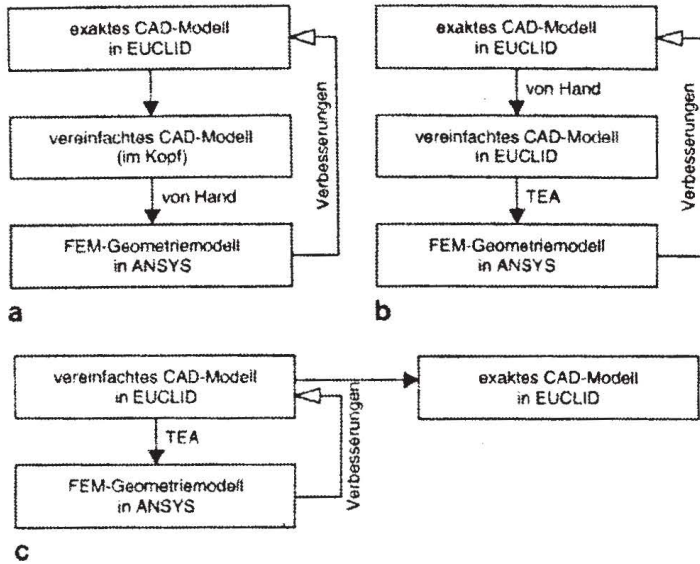 exaktes CAD-Modell
in EUCLID
vereinfachtes CAD-Modell
(im Kopf)
von Hand
FEM-Geometriemodell
in ANSYS
Verbesserungen
a
exaktes CAD-Modell
in EUCLID
von Hand
vereinfachtes CAD-Modell
in EUCLID
TEA
FEM-Geometriemodell
in ANSYS
Verbesserungen
b
vereinfachtes CAD-Modell
in EUCLID
TEA
FEM-Geometriemodell
in ANSYS
Verbesserungen
exaktes CAD-Modell
in EUCLID
c